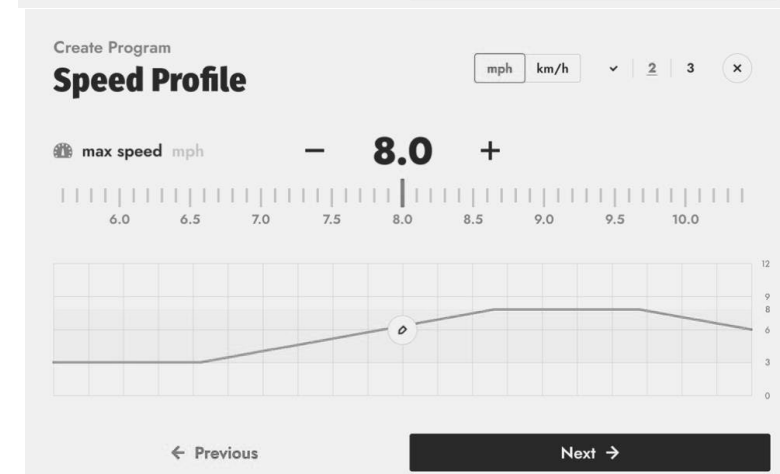 Create Program
Speed Profile
mph km/h 2 3
max speed mph − 8.0 +
6.0 6.5 7.0 7.5 8.0 8.5 9.0 9.5 10.0
12
9
8
6
3
0
← Previous
Next →